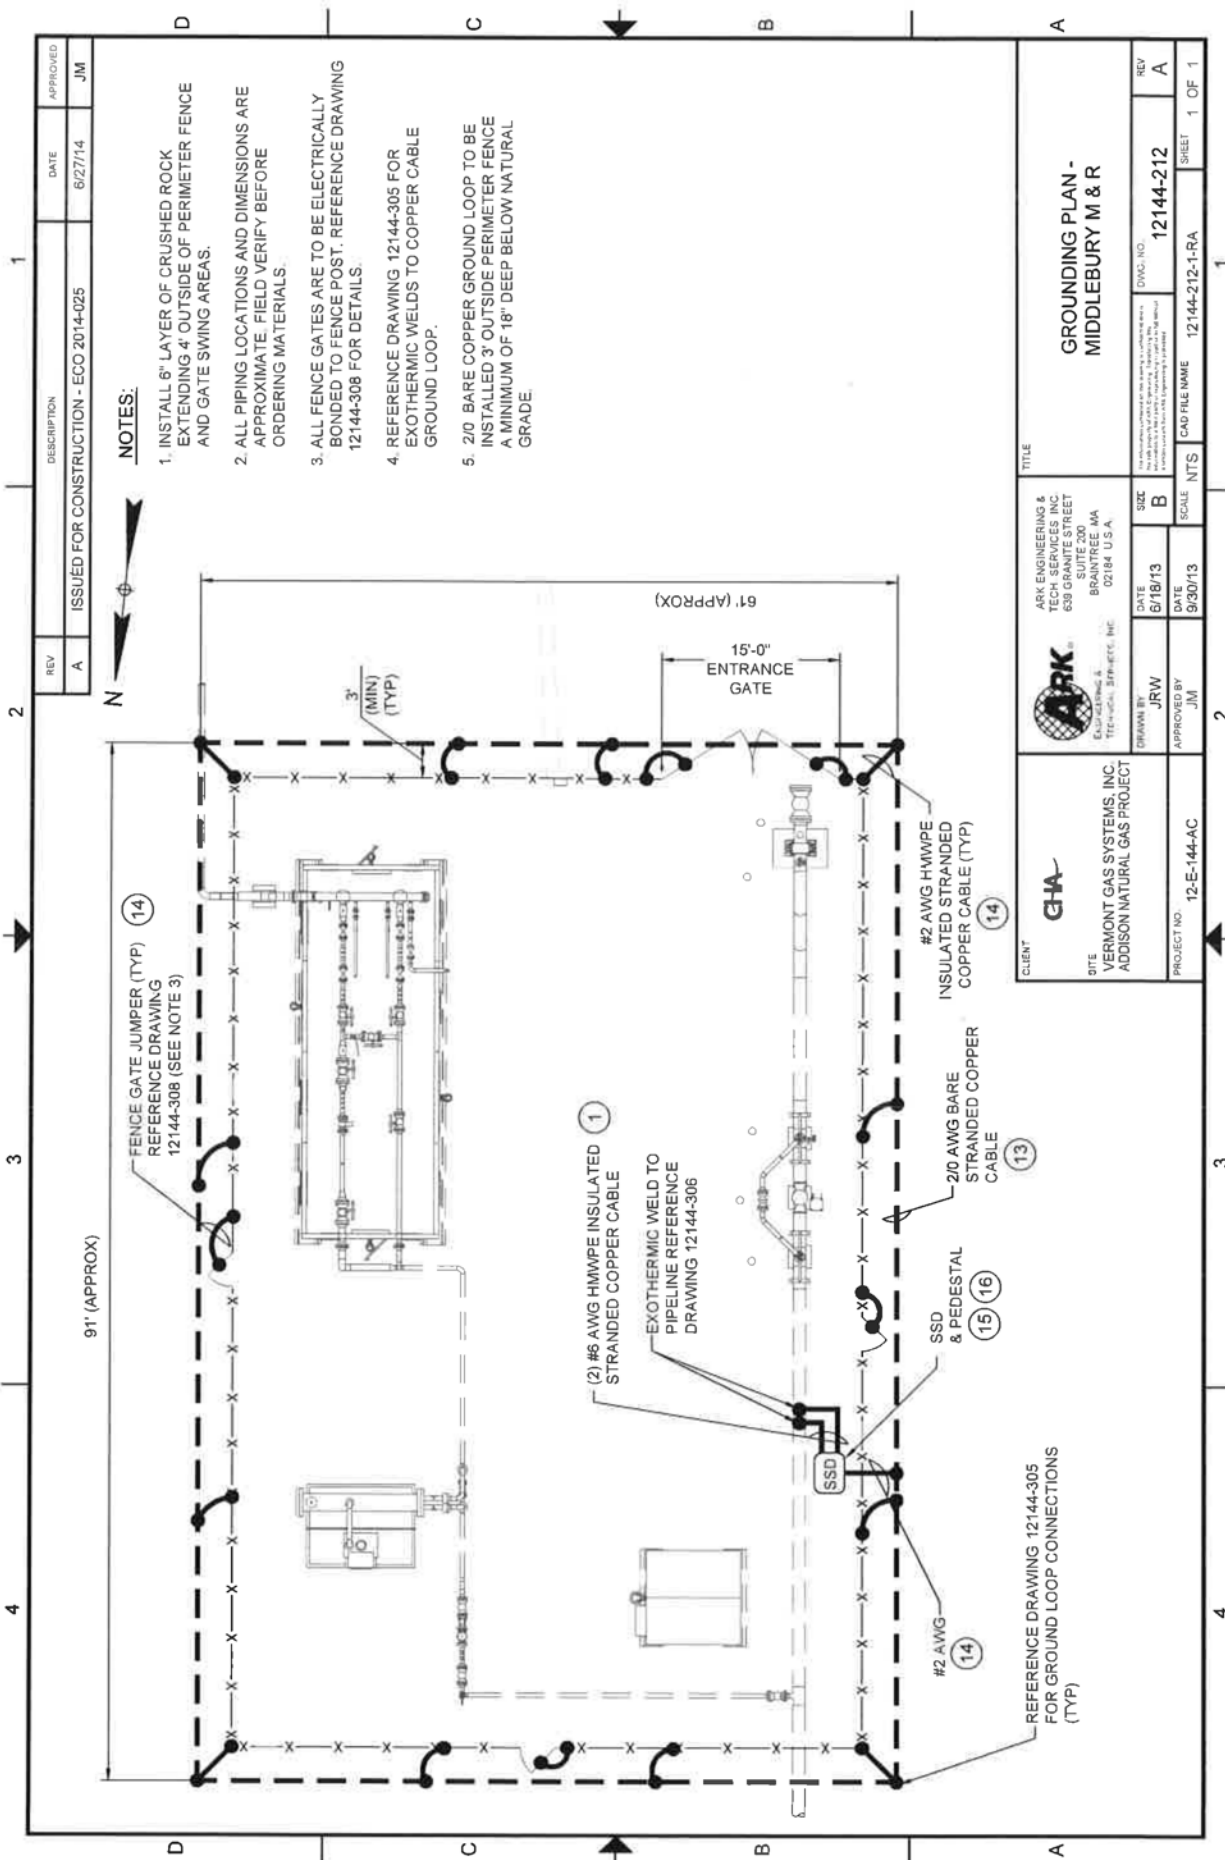 4
3
2
1
D
C
B
A
REV
DESCRIPTION
DATE
APPROVED
A
ISSUED FOR CONSTRUCTION - ECO 2014-025
6/27/14
JM
N
NOTES:
1. INSTALL 6" LAYER OF CRUSHED ROCK
EXTENDING 4' OUTSIDE OF PERIMETER FENCE
AND GATE SWING AREAS.
2. ALL PIPING LOCATIONS AND DIMENSIONS ARE
APPROXIMATE. FIELD VERIFY BEFORE
ORDERING MATERIALS.
3. ALL FENCE GATES ARE TO BE ELECTRICALLY
BONDED TO FENCE POST. REFERENCE DRAWING
12144-308 FOR DETAILS.
4. REFERENCE DRAWING 12144-305 FOR
EXOTHERMIC WELDS TO COPPER CABLE
GROUND LOOP.
5. 2/0 BARE COPPER GROUND LOOP TO BE
INSTALLED 3' OUTSIDE PERIMETER FENCE
A MINIMUM OF 18" DEEP BELOW NATURAL
GRADE.
91' (APPROX)
FENCE GATE JUMPER (TYP)
14
REFERENCE DRAWING
12144-308 (SEE NOTE 3)
3'
(MIN)
(TYP)
61' (APPROX)
15'-0"
ENTRANCE
GATE
(2) #6 AWG HMWPE INSULATED
1
STRANDED COPPER CABLE
EXOTHERMIC WELD TO
PIPELINE REFERENCE
DRAWING 12144-306
SSD
#2 AWG
14
SSD
& PEDESTAL
15 16
2/0 AWG BARE
STRANDED COPPER
CABLE
13
#2 AWG HMWPE
INSULATED STRANDED
COPPER CABLE (TYP)
14
REFERENCE DRAWING 12144-305
FOR GROUND LOOP CONNECTIONS
(TYP)
CLIENT
CHA
SITE
VERMONT GAS SYSTEMS, INC.
ADDISON NATURAL GAS PROJECT
PROJECT NO.
12-E-144-AC
ARK
ENGINEERING &
TECHNICAL SERVICES, INC.
ARK ENGINEERING &
TECH. SERVICES INC.
639 GRANITE STREET
SUITE 200
BRAINTREE, MA
02184 U.S.A.
DRAWN BY
JRW
DATE
6/18/13
APPROVED BY
JM
DATE
9/30/13
TITLE
GROUNDING PLAN -
MIDDLEBURY M & R
SIZE
B
DWG. NO.
12144-212
REV
A
SCALE
NTS
CAD FILE NAME
12144-212-1-RA
SHEET
1 OF 1
D
C
B
A
4
3
2
1